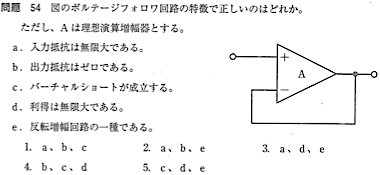 問題 54 図のボルテージフォロワ回路の特徴で正しいのはどれか。
ただし、Aは理想演算増幅器とする。
a. 入力抵抗は無限大である。
b. 出力抵抗はゼロである。
c. バーチャルショートが成立する。
d. 利得は無限大である。
e. 反転増幅回路の一種である。
1. a、b、c 2. a、b、e 3. a、d、e
4. b、c、d 5. c、d、e
+
A
−